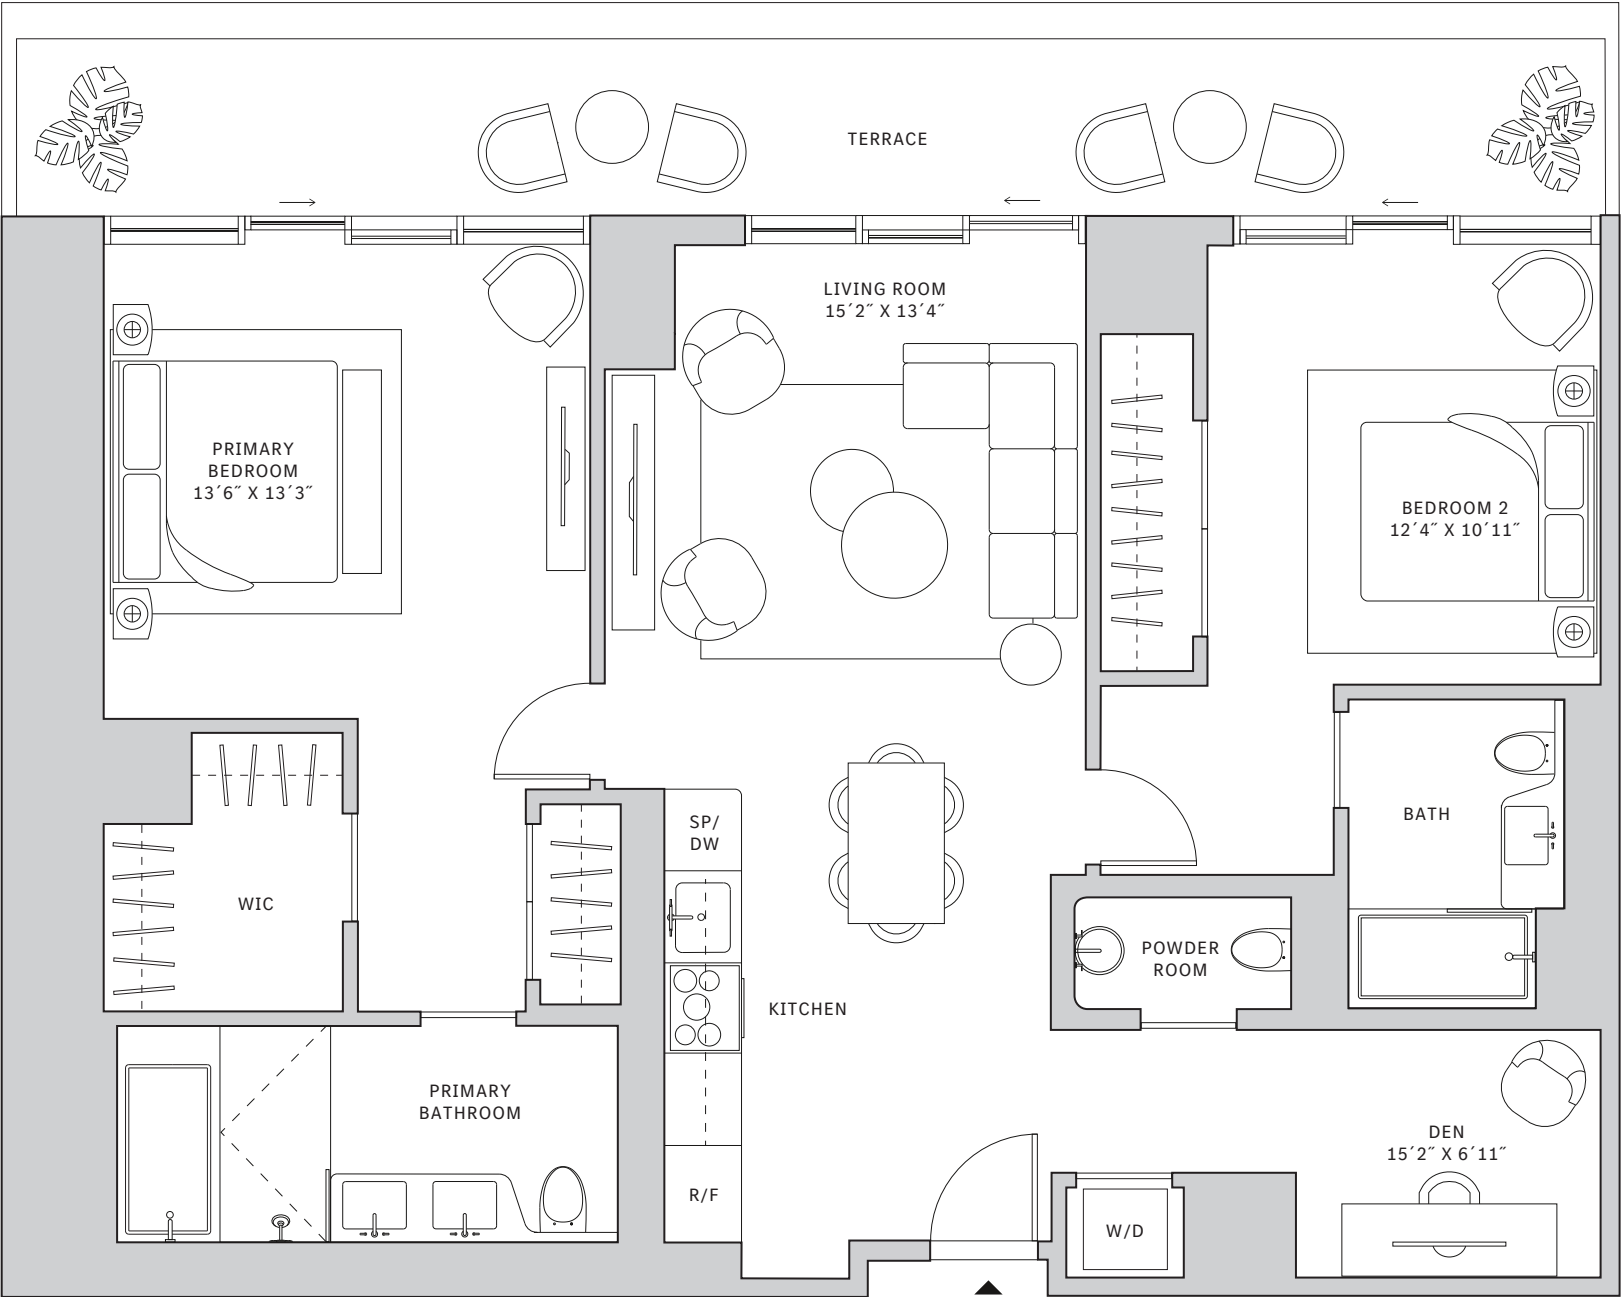 TERRACE
LIVING ROOM
15´2˝ X 13´4˝
PRIMARY
BEDROOM
13´6˝ X 13´3˝
BEDROOM 2
12´4˝ X 10´11˝
SP/
DW
BATH
WIC
POWDER
ROOM
KITCHEN
PRIMARY
BATHROOM
DEN
15´2˝ X 6´11˝
R/F
W/D